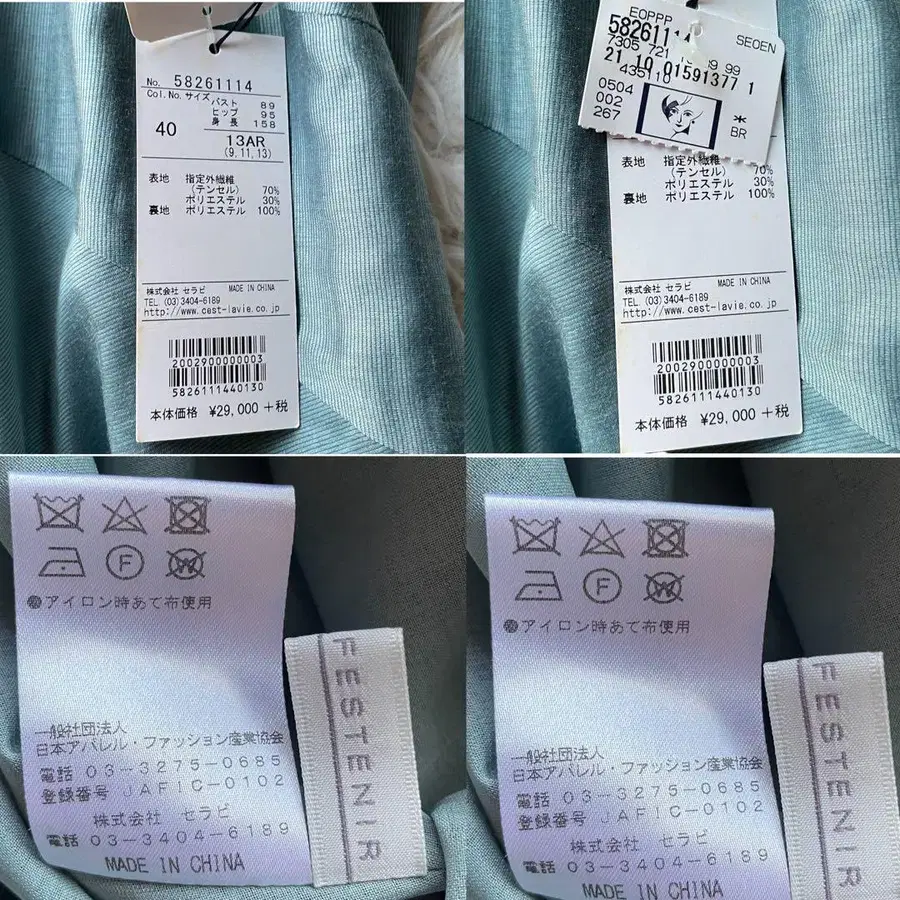 No. 58261114
Col.No. サイズ
バスト 89
ヒップ 95
身長 158
40
13AR
(9.11.13)
表地 指定外繊維
(テンセル) 70%
ポリエステル 30%
裏地 ポリエステル 100%
株式会社 セラビ MADE IN CHINA
TEL (03)3404-6189
http://www.cest-lavie.co.jp
2002900000003
5826111440130
本体価格 ¥29,000 +税
EOPPP
SEOEN
7305 721
99
21
01591377 1
0504
002
267
BR
表地 指定外繊維
(テンセル) 70%
ポリエステル 30%
裏地 ポリエステル 100%
株式会社 セラビ MADE IN CHINA
TEL (03)3404-6189
http://www.cest-lavie.co.jp
2002900000003
5826111440130
本体価格 ¥29,000 +税
F W
アイロン時あて布使用
一般社団法人
日本アパレル・ファッション産業協会
電話 03-3275-0685
登録番号 JAFIC-0102
株式会社 セラビ
電話 03-3404-6189
MADE IN CHINA
FESTENIR
F W
アイロン時あて布使用
一般社団法人
日本アパレル・ファッション産業協会
電話 03-3275-0685
登録番号 JAFIC-0102
株式会社 セラビ
電話 03-3404-6189
MADE IN CHINA
FESTENIR